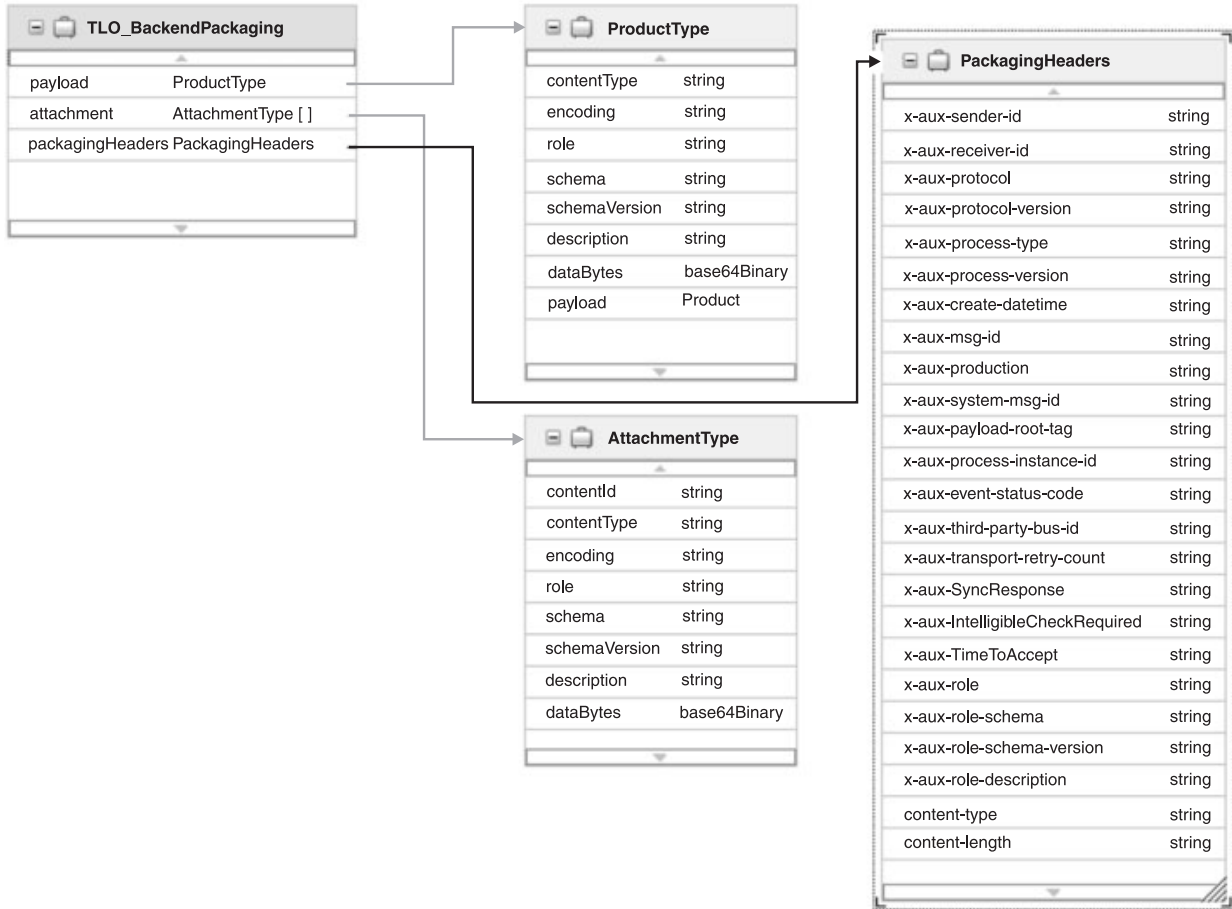 TLO_BackendPackaging
payload ProductType
attachment AttachmentType [ ]
packagingHeaders PackagingHeaders
ProductType
contentType string
encoding string
role string
schema string
schemaVersion string
description string
dataBytes base64Binary
payload Product
AttachmentType
contentId string
contentType string
encoding string
role string
schema string
schemaVersion string
description string
dataBytes base64Binary
PackagingHeaders
x-aux-sender-id string
x-aux-receiver-id string
x-aux-protocol string
x-aux-protocol-version string
x-aux-process-type string
x-aux-process-version string
x-aux-create-datetime string
x-aux-msg-id string
x-aux-production string
x-aux-system-msg-id string
x-aux-payload-root-tag string
x-aux-process-instance-id string
x-aux-event-status-code string
x-aux-third-party-bus-id string
x-aux-transport-retry-count string
x-aux-SyncResponse string
x-aux-IntelligibleCheckRequired string
x-aux-TimeToAccept string
x-aux-role string
x-aux-role-schema string
x-aux-role-schema-version string
x-aux-role-description string
content-type string
content-length string